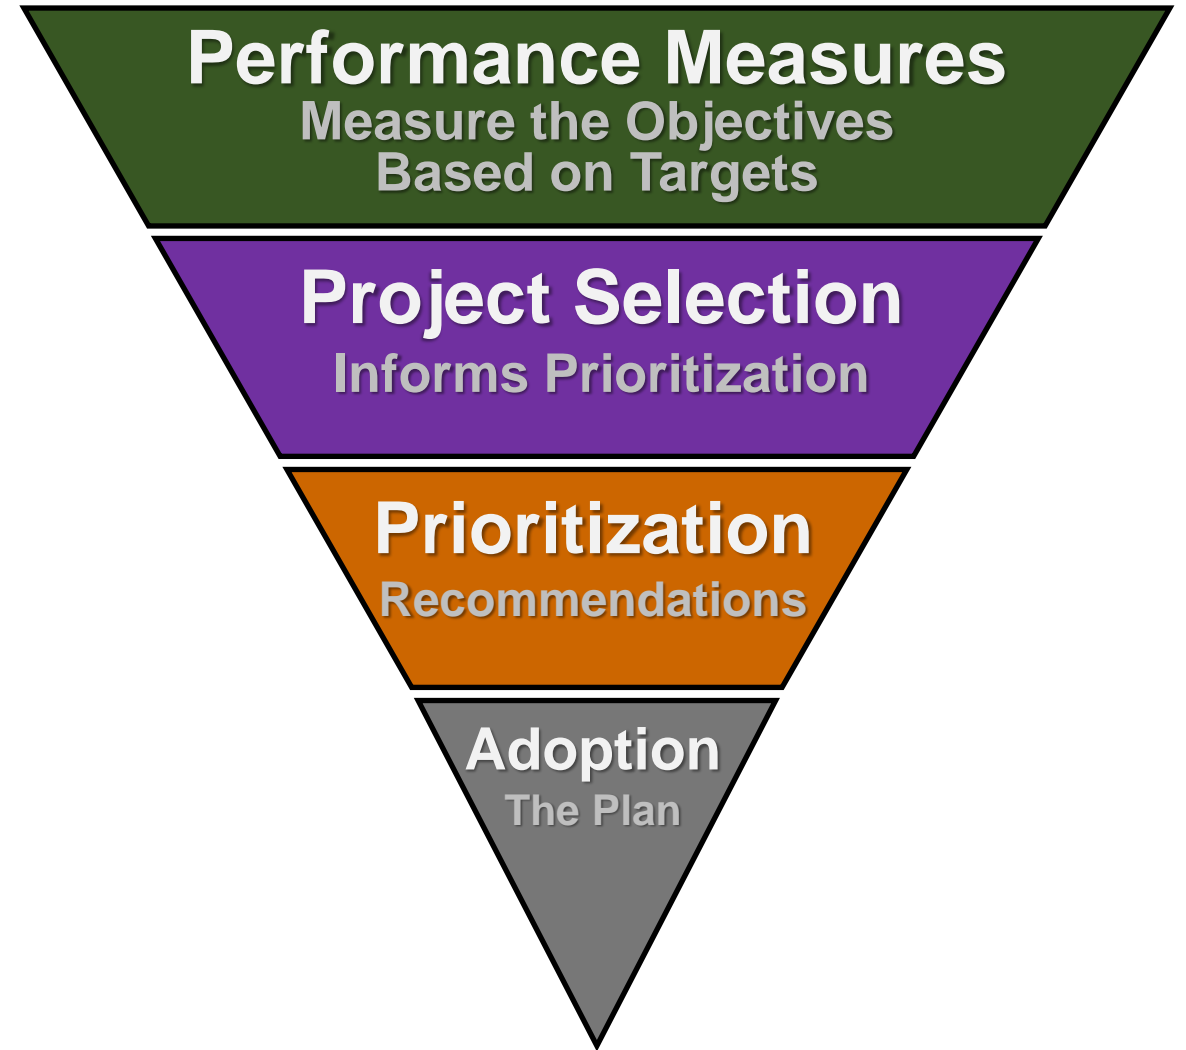 Performance Measures
Measure the Objectives
Based on Targets
Project Selection
Informs Prioritization
Prioritization
Recommendations
Adoption
The Plan